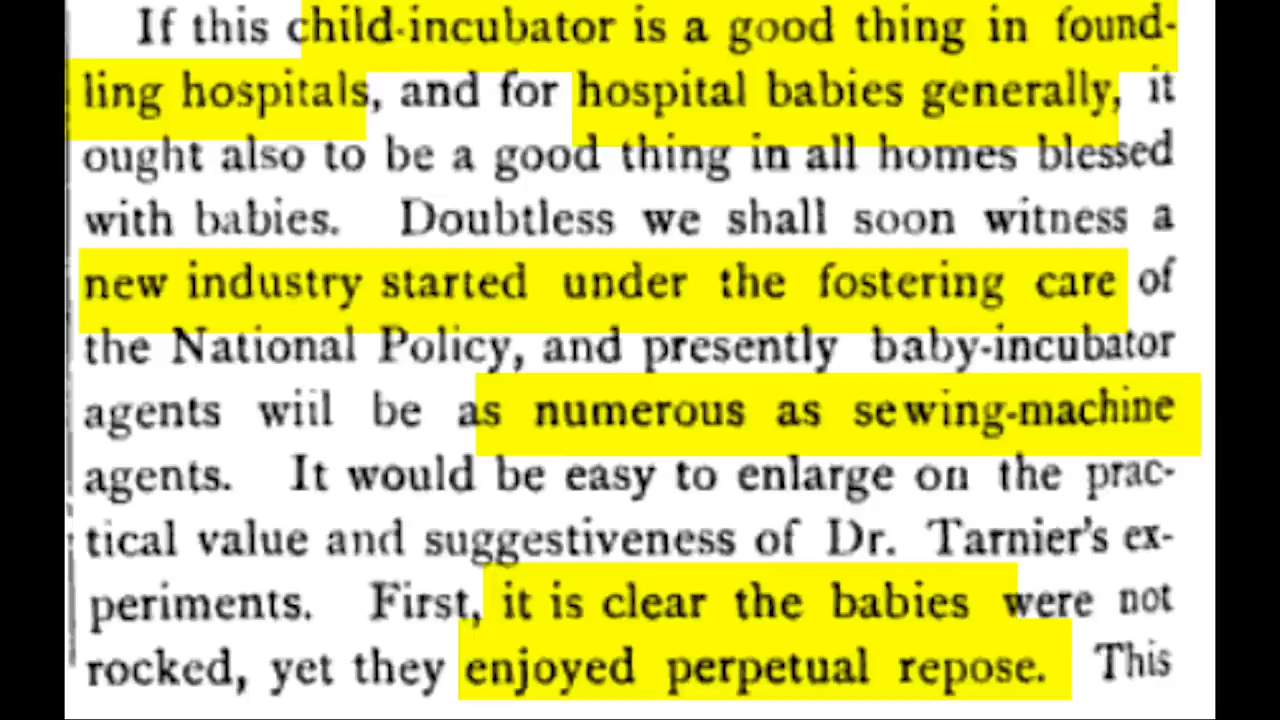 If this child-incubator is a good thing in found-
ling hospitals, and for hospital babies generally, it
ought also to be a good thing in all homes blessed
with babies. Doubtless we shall soon witness a
new industry started under the fostering care of
the National Policy, and presently baby-incubator
agents wiil be as numerous as sewing-machine
agents. It would be easy to enlarge on the prac-
tical value and suggestiveness of Dr. Tarnier's ex-
periments. First, it is clear the babies were not
rocked, yet they enjoyed perpetual repose. This